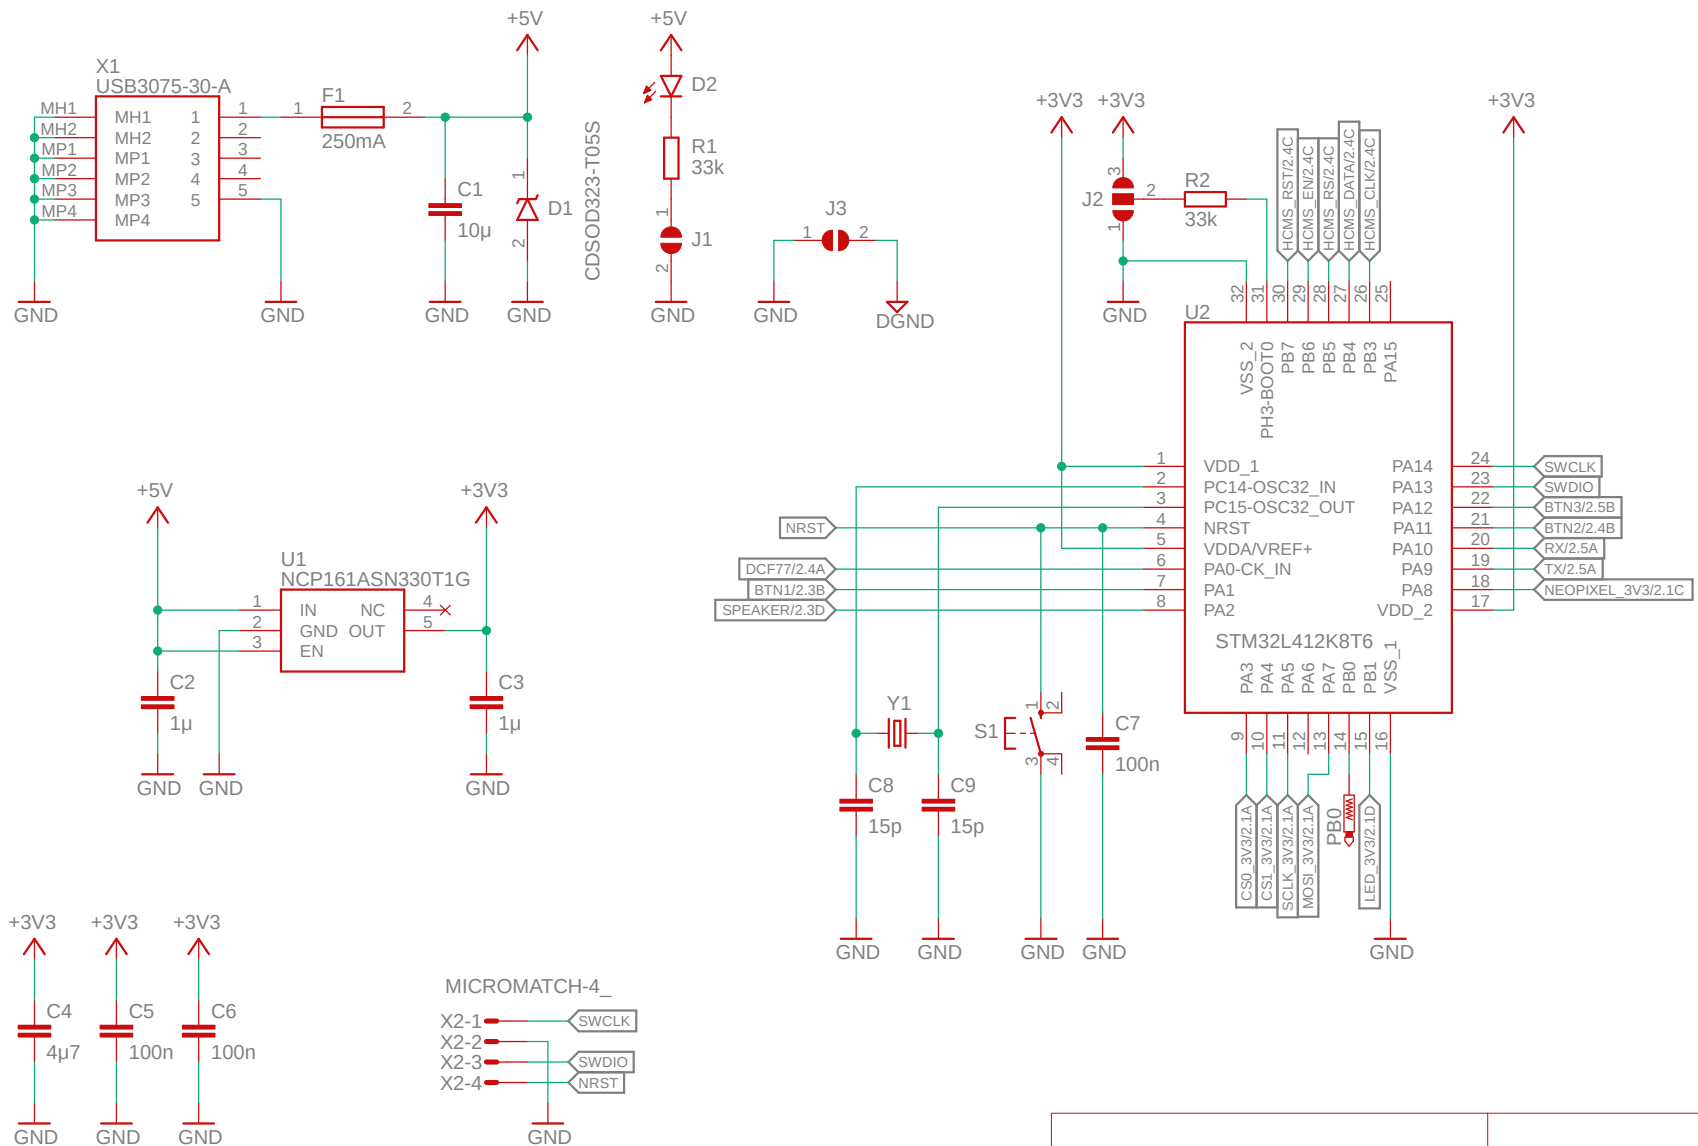 +5V
+5V
X1
USB3075-30-A
MH1
MH2
MP1
MP2
MP3
MP4
MH1
MH2
MP1
MP2
MP3
MP4
1
2
3
4
5
1
2
3
4
5
1
F1
2
250mA
C1
10µ
1
D1
2
CDSOD323-T05S
D2
R1
33k
1
J1
2
GND
GND
GND
GND
GND
J3
1
2
GND
DGND
+3V3
+3V3
+3V3
3
J2
2
1
R2
33k
GND
HCMS_RST/2.4C
HCMS_EN/2.4C
HCMS_RS/2.4C
HCMS_DATA/2.4C
HCMS_CLK/2.4C
32
31
30
29
28
27
26
25
U2
VSS_2
PH3-BOOT0
PB7
PB6
PB5
PB4
PB3
PA15
1
VDD_1
2
PC14-OSC32_IN
3
PC15-OSC32_OUT
4
NRST
5
VDDA/VREF+
6
PA0-CK_IN
7
PA1
8
PA2
NRST
DCF77/2.4A
BTN1/2.3B
SPEAKER/2.3D
PA14
24
SWCLK
PA13
23
SWDIO
PA12
22
BTN3/2.5B
PA11
21
BTN2/2.4B
PA10
20
RX/2.5A
PA9
19
TX/2.5A
PA8
18
NEOPIXEL_3V3/2.1C
VDD_2
17
STM32L412K8T6
PA3
PA4
PA5
PA6
PA7
PB0
PB1
VSS_1
9
10
11
12
13
14
15
16
CS0_3V3/2.1A
CS1_3V3/2.1A
SCLK_3V3/2.1A
MOSI_3V3/2.1A
PB0
LED_3V3/2.1D
GND
+5V
+3V3
U1
NCP161ASN330T1G
1
IN
NC
4
2
GND
OUT
5
3
EN
C2
1µ
C3
1µ
GND
GND
GND
Y1
C8
15p
C9
15p
S1
1
2
3
4
C7
100n
GND
GND
GND
GND
+3V3
+3V3
+3V3
C4
4µ7
C5
100n
C6
100n
GND
GND
GND
MICROMATCH-4_
X2-1
SWCLK
X2-2
X2-3
SWDIO
X2-4
NRST
GND